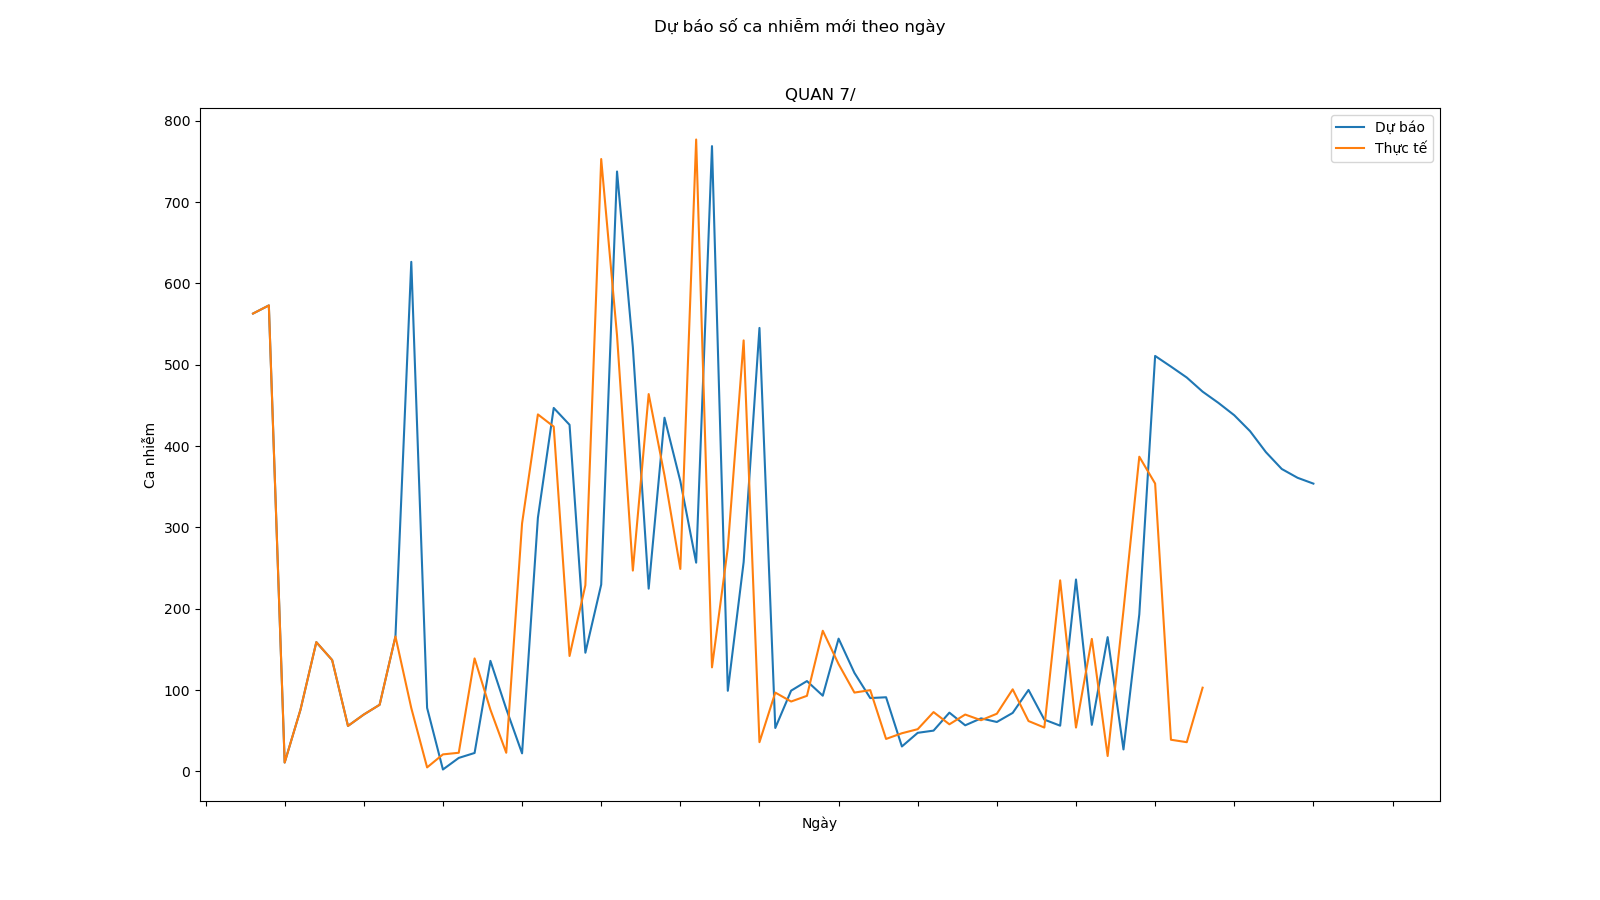 Dự báo số ca nhiễm mới theo ngày
QUAN 7/
800
700
600
500
400
300
200
100
0
Ca nhiễm
Dự báo
Thực tế
Ngày